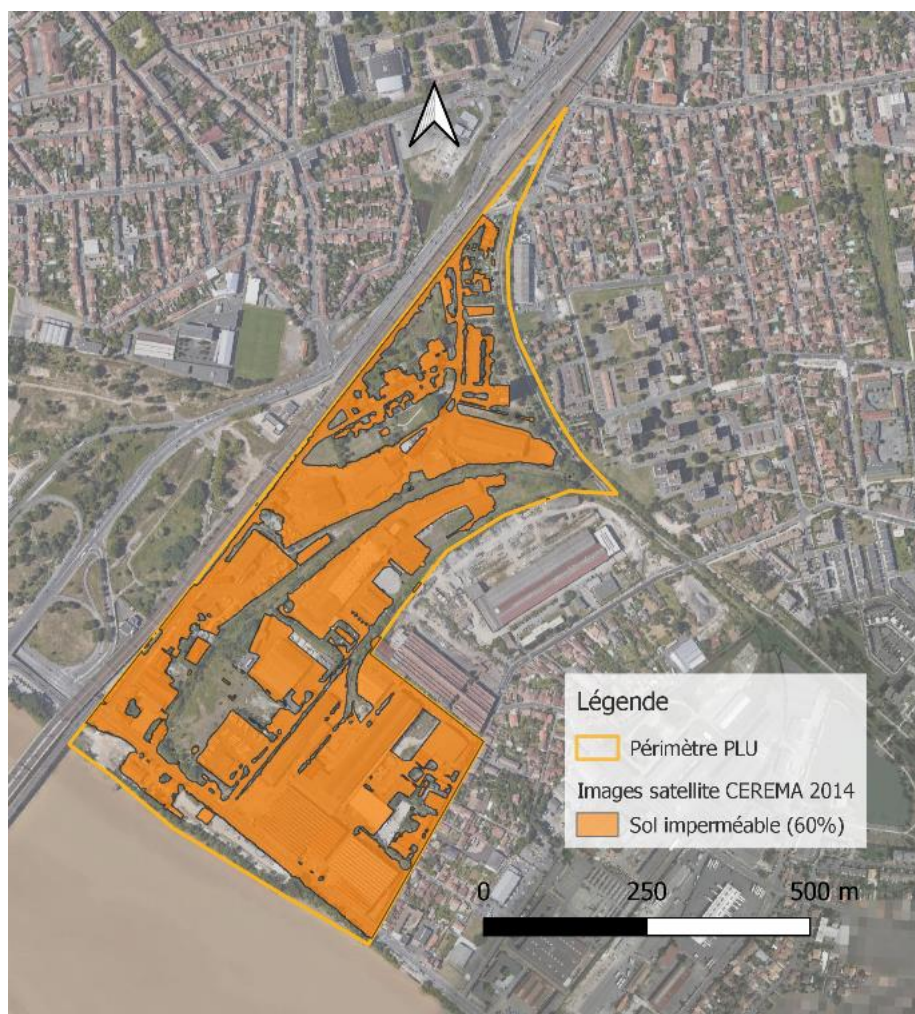 Légende
Périmètre PLU
Images satellite CEREMA 2014
Sol imperméable (60%)
0 250 500 m